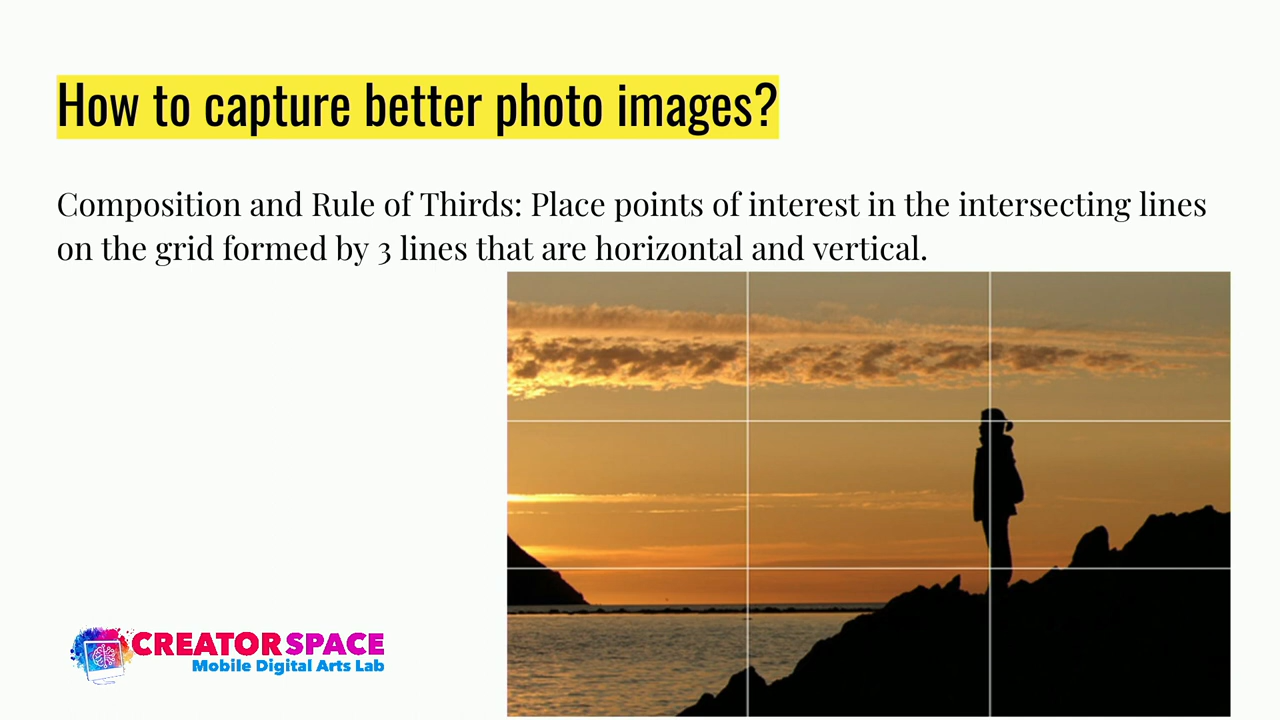 How to capture better photo images?
Composition and Rule of Thirds: Place points of interest in the intersecting lines
on the grid formed by 3 lines that are horizontal and vertical.
CREATOR SPACE
Mobile Digital Arts Lab